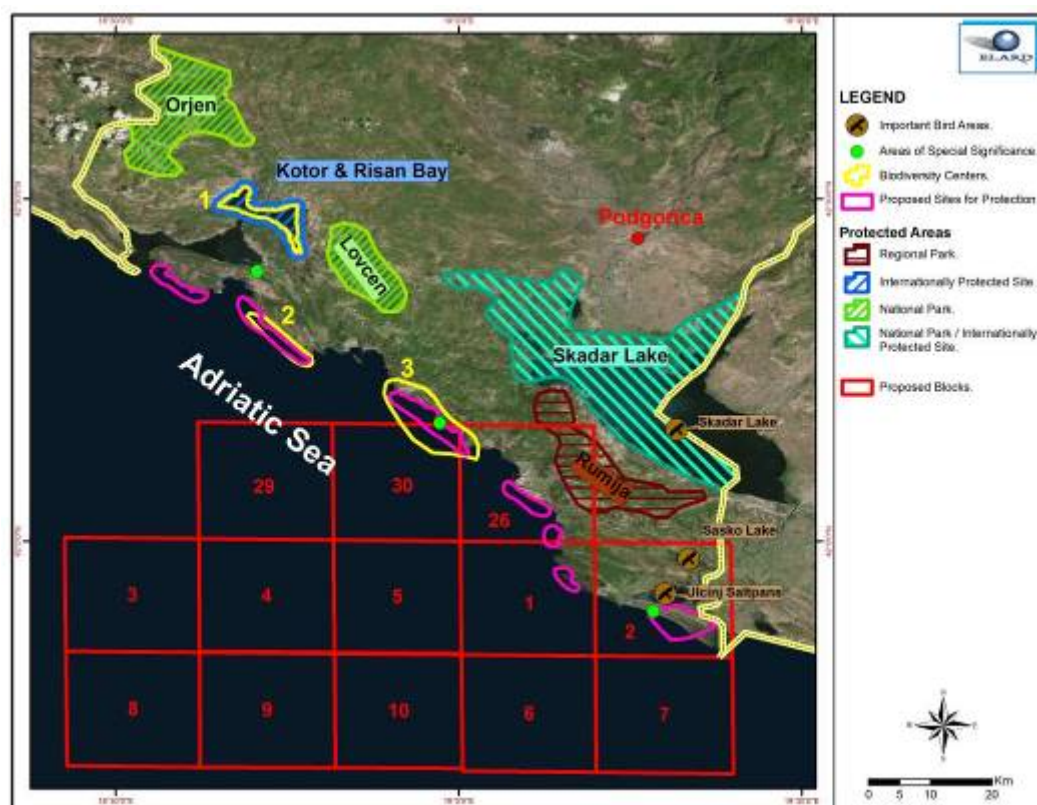 Orjen
Kotor & Risan Bay
1
Podgorica
Lovcen
2
Skadar Lake
3
Adriatic Sea
Skadar Lake
29
30
Rumija
26
Sasko Lake
3
4
5
1
Ulcinj Saltpans
2
8
9
10
6
7
ELARD
LEGEND
Important Bird Areas.
Areas of Special Significance.
Biodiversity Centers.
Proposed Sites for Protection
Protected Areas
Regional Park.
Internationally Protected Site
National Park.
National Park / Internationally
Protected Site.
Proposed Blocks.
Km
0 5 10 20